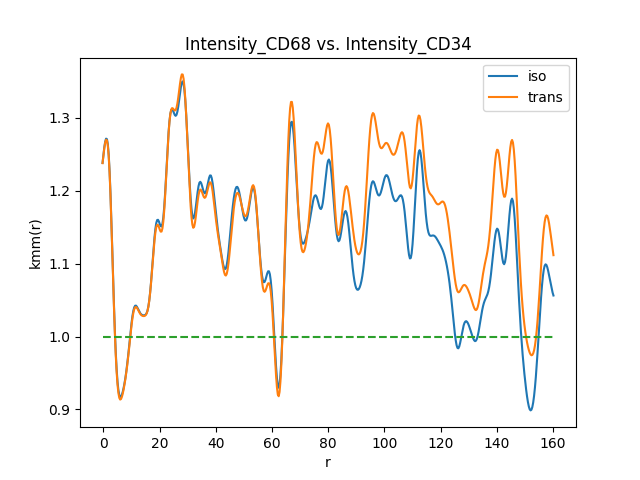 Intensity_CD68 vs. Intensity_CD34
iso
trans
1.3
1.2
1.1
1.0
0.9
kmm(r)
0 20 40 60 80 100 120 140 160
r